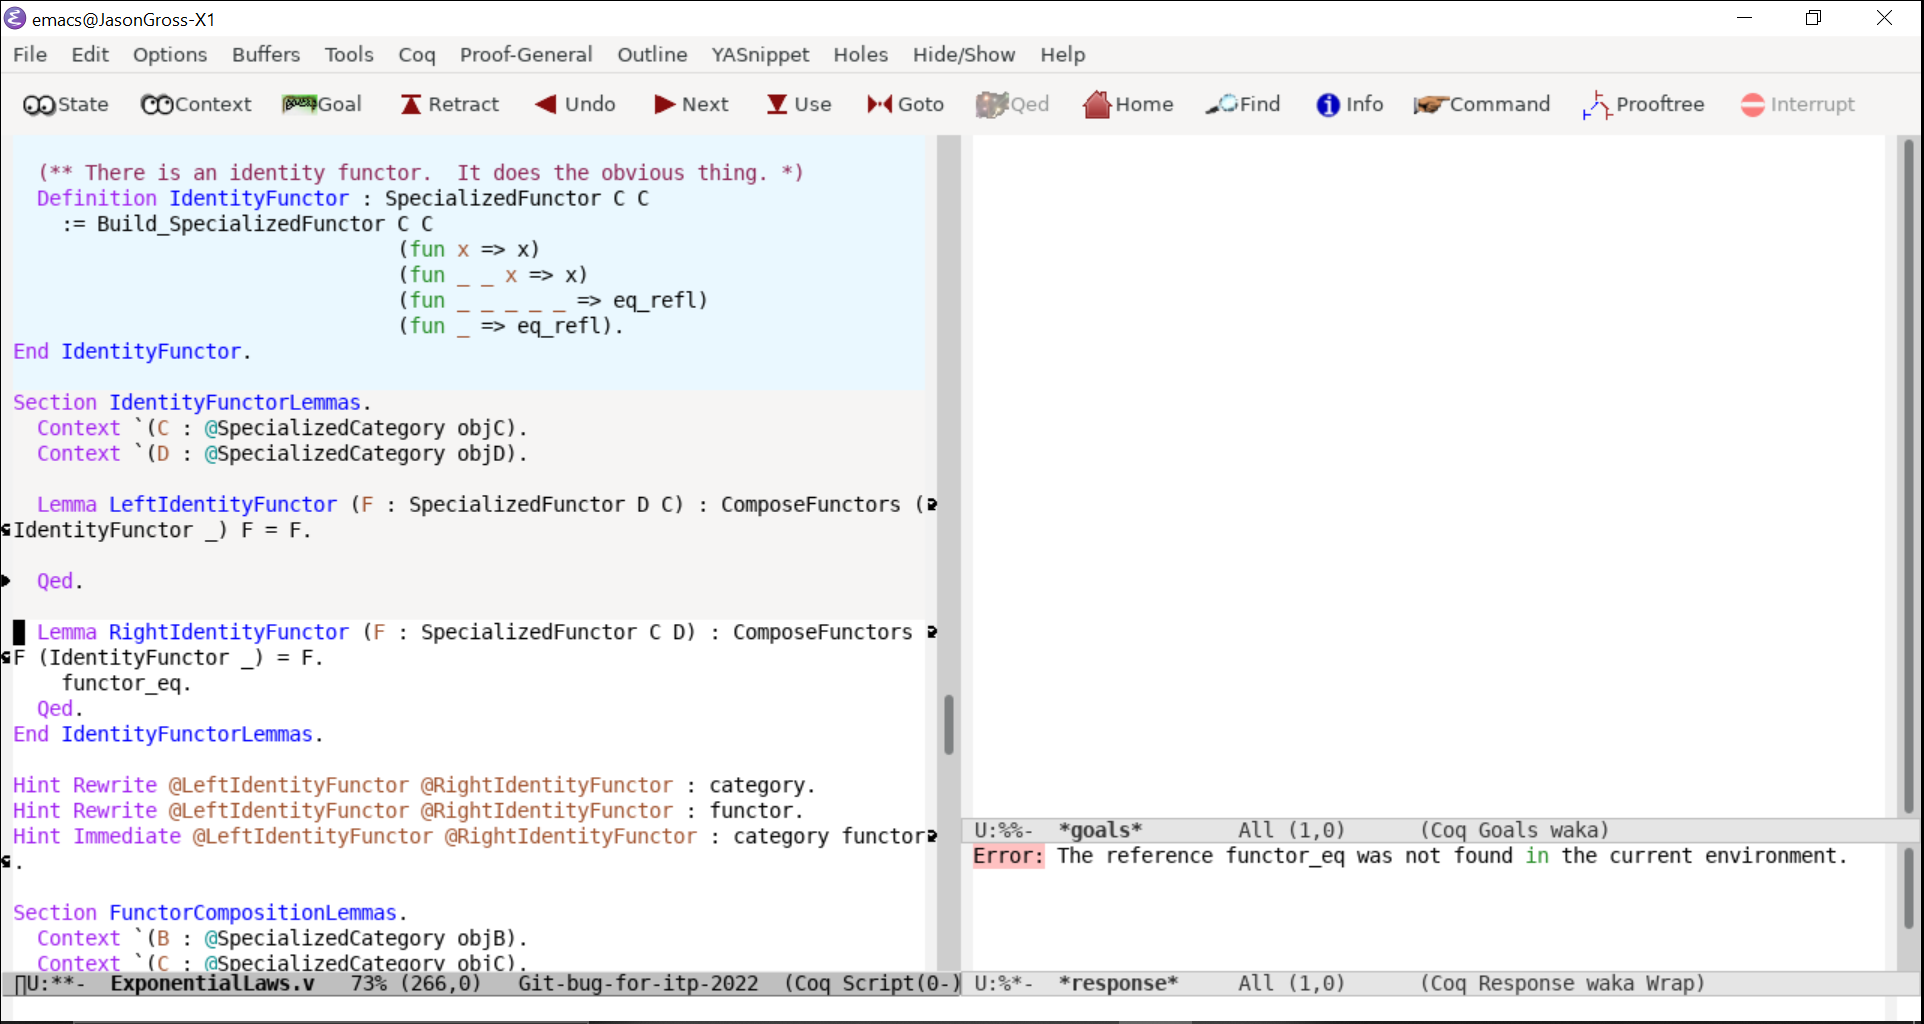 emacs@JasonGross-X1
File Edit Options Buffers Tools Coq Proof-General Outline YASnippet Holes Hide/Show Help
State Context Goal Retract Undo Next Use Goto Qed Home Find Info Command Prooftree Interrupt
(** There is an identity functor.  It does the obvious thing. *)
Definition IdentityFunctor : SpecializedFunctor C C
:= Build_SpecializedFunctor C C
(fun x => x)
(fun _ _ x => x)
(fun _ _ _ _ _ => eq_refl)
(fun _ => eq_refl).
End IdentityFunctor.
Section IdentityFunctorLemmas.
Context `(C : @SpecializedCategory objC).
Context `(D : @SpecializedCategory objD).
Lemma LeftIdentityFunctor (F : SpecializedFunctor D C) : ComposeFunctors (
IdentityFunctor _) F = F.
Qed.
Lemma RightIdentityFunctor (F : SpecializedFunctor C D) : ComposeFunctors
F (IdentityFunctor _) = F.
functor_eq.
Qed.
End IdentityFunctorLemmas.
Hint Rewrite @LeftIdentityFunctor @RightIdentityFunctor : category.
Hint Rewrite @LeftIdentityFunctor @RightIdentityFunctor : functor.
Hint Immediate @LeftIdentityFunctor @RightIdentityFunctor : category functor
.
Section FunctorCompositionLemmas.
Context `(B : @SpecializedCategory objB).
Context `(C : @SpecializedCategory objC).
U:**-  ExponentialLaws.v   73% (266,0)   Git-bug-for-itp-2022  (Coq Script(0-)
U:%%-  *goals*        All (1,0)      (Coq Goals waka)
Error: The reference functor_eq was not found in the current environment.
U:%*-  *response*     All (1,0)      (Coq Response waka Wrap)